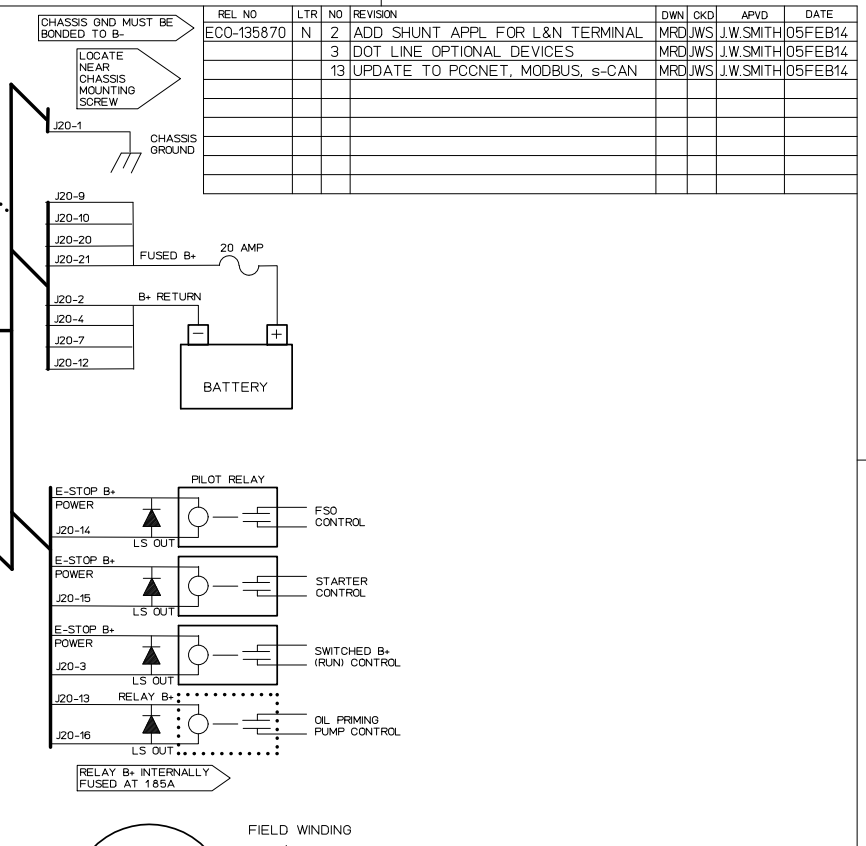 CHASSIS GND MUST BE
BONDED TO B-
LOCATE
NEAR
CHASSIS
MOUNTING
SCREW
REL NO LTR NO REVISION DWN CKD APVD DATE
ECO-135870 N 2 ADD SHUNT APPL FOR L&N TERMINAL MRD JWS J.W.SMITH 05FEB14
3 DOT LINE OPTIONAL DEVICES MRD JWS J.W.SMITH 05FEB14
13 UPDATE TO PCCNET, MODBUS, s-CAN MRD JWS J.W.SMITH 05FEB14
J20-1
CHASSIS
GROUND
J20-9
J20-10
J20-20
J20-21
FUSED B+
20 AMP
J20-2
B+ RETURN
J20-4
J20-7
J20-12
- +
BATTERY
PILOT RELAY
E-STOP B+
POWER
J20-14
LS OUT
FSO
CONTROL
E-STOP B+
POWER
J20-15
LS OUT
STARTER
CONTROL
E-STOP B+
POWER
J20-3
LS OUT
SWITCHED B+
(RUN) CONTROL
J20-13
RELAY B+
J20-16
LS OUT
OIL PRIMING
PUMP CONTROL
RELAY B+ INTERNALLY
FUSED AT 185A
FIELD WINDING